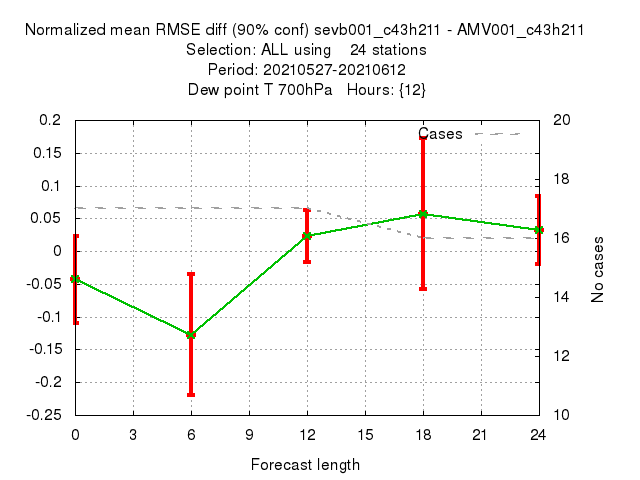 Normalized mean RMSE diff (90% conf) sevb001_c43h211 - AMV001_c43h211
Selection: ALL using 24 stations
Period: 20210527-20210612
Dew point T 700hPa Hours: {12}
Cases
0.2
0.15
0.1
0.05
0
-0.05
-0.1
-0.15
-0.2
-0.25
20
18
16
14
12
10
No cases
0 3 6 9 12 15 18 21 24
Forecast length